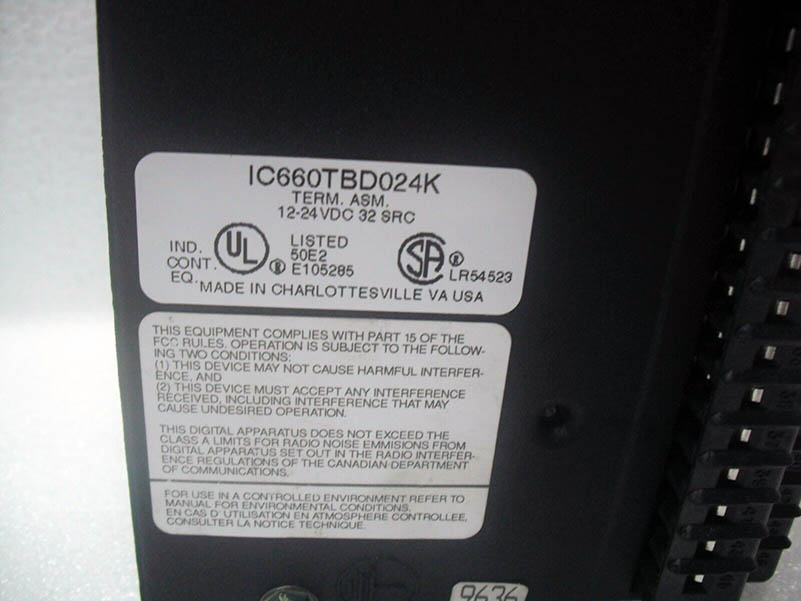 IC660TBD024K
TERM. ASM.
12-24VDC 32 SRC
IND.
CONT.
EQ.
UL
®
LISTED
50E2
E105285
SA
®
LR54523
MADE IN CHARLOTTESVILLE VA USA
THIS EQUIPMENT COMPLIES WITH PART 15 OF THE
FCC RULES. OPERATION IS SUBJECT TO THE FOLLOW-
ING TWO CONDITIONS:
(1) THIS DEVICE MAY NOT CAUSE HARMFUL INTERFER-
ENCE, AND
(2) THIS DEVICE MUST ACCEPT ANY INTERFERENCE
RECEIVED, INCLUDING INTERFERENCE THAT MAY
CAUSE UNDESIRED OPERATION.
THIS DIGITAL APPARATUS DOES NOT EXCEED THE
CLASS A LIMITS FOR RADIO NOISE EMMISIONS FROM
DIGITAL APPARATUS SET OUT IN THE RADIO INTERFER-
ENCE REGULATIONS OF THE CANADIAN DEPARTMENT
OF COMMUNICATIONS.
FOR USE IN A CONTROLLED ENVIRONMENT REFER TO
MANUAL FOR ENVIRONMENTAL CONDITIONS.
EN CAS D' UTILISATION EN ATMOSPHERE CONTROLLEE,
CONSULTER LA NOTICE TECHNIQUE.
9636